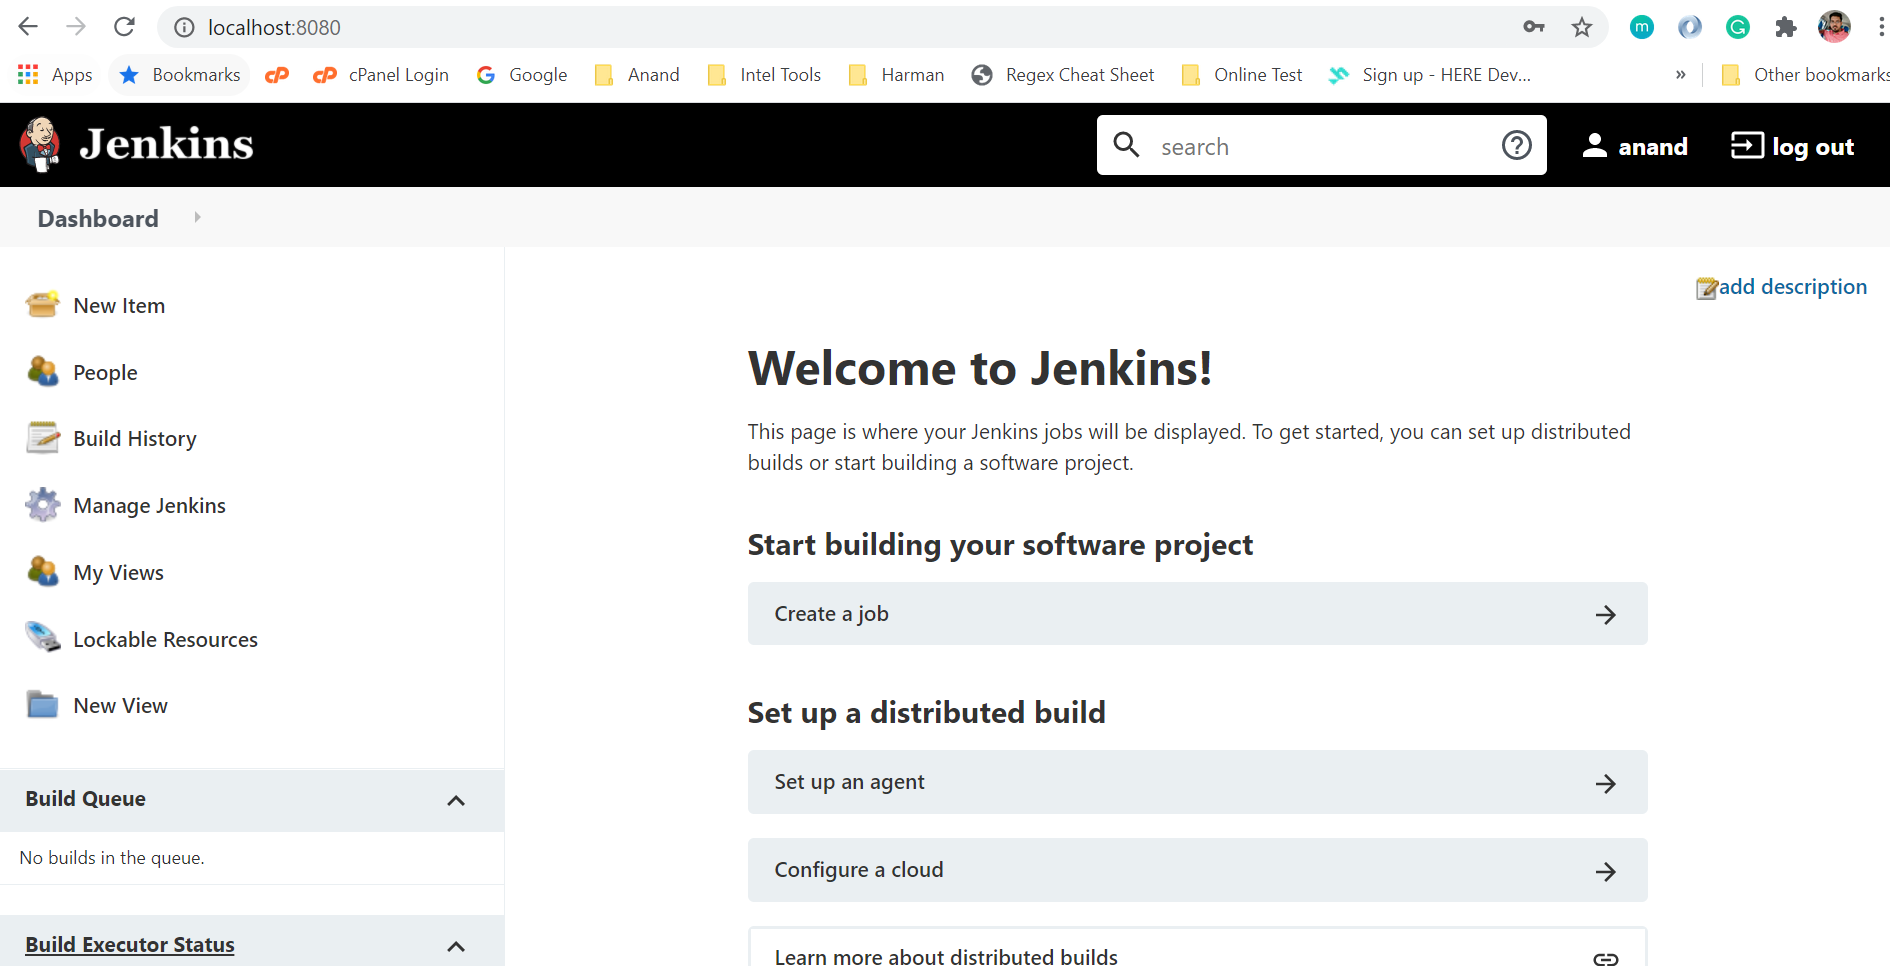 localhost:8080
m
G
Apps
Bookmarks
cP
cP cPanel Login
G Google
Anand
Intel Tools
Harman
Regex Cheat Sheet
Online Test
Sign up - HERE Dev...
»
Other bookmarks
Jenkins
search
?
anand
log out
Dashboard
New Item
People
Build History
Manage Jenkins
My Views
Lockable Resources
New View
Build Queue
No builds in the queue.
Build Executor Status
add description
Welcome to Jenkins!
This page is where your Jenkins jobs will be displayed. To get started, you can set up distributed
builds or start building a software project.
Start building your software project
Create a job
Set up a distributed build
Set up an agent
Configure a cloud
Learn more about distributed builds